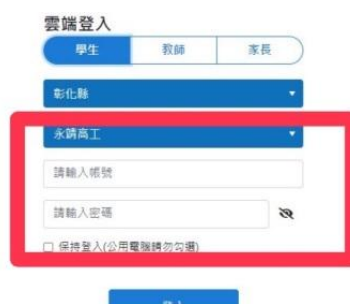 雲端登入
學生 教師 家長
彰化縣
永靖高工
請輸入帳號
請輸入密碼
保持登入(公用電腦請勿勾選)
登入